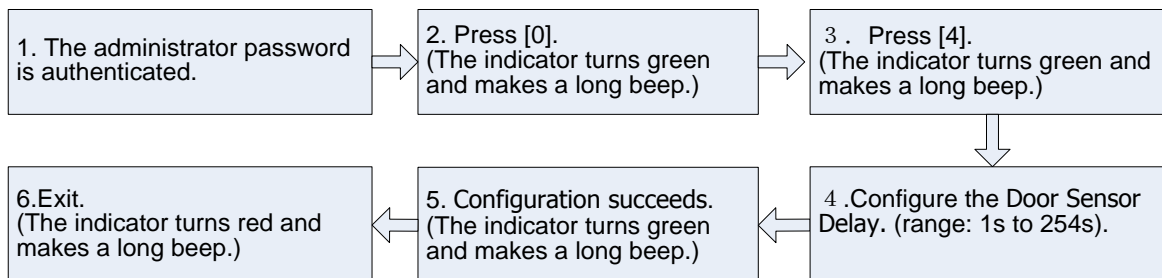 1. The administrator password
is authenticated.
2. Press [0].
(The indicator turns green
and makes a long beep.)
3 . Press [4].
(The indicator turns green and
makes a long beep.)
4 .Configure the Door Sensor
Delay. (range: 1s to 254s).
5. Configuration succeeds.
(The indicator turns green
and makes a long beep.)
6.Exit.
(The indicator turns red and
makes a long beep.)